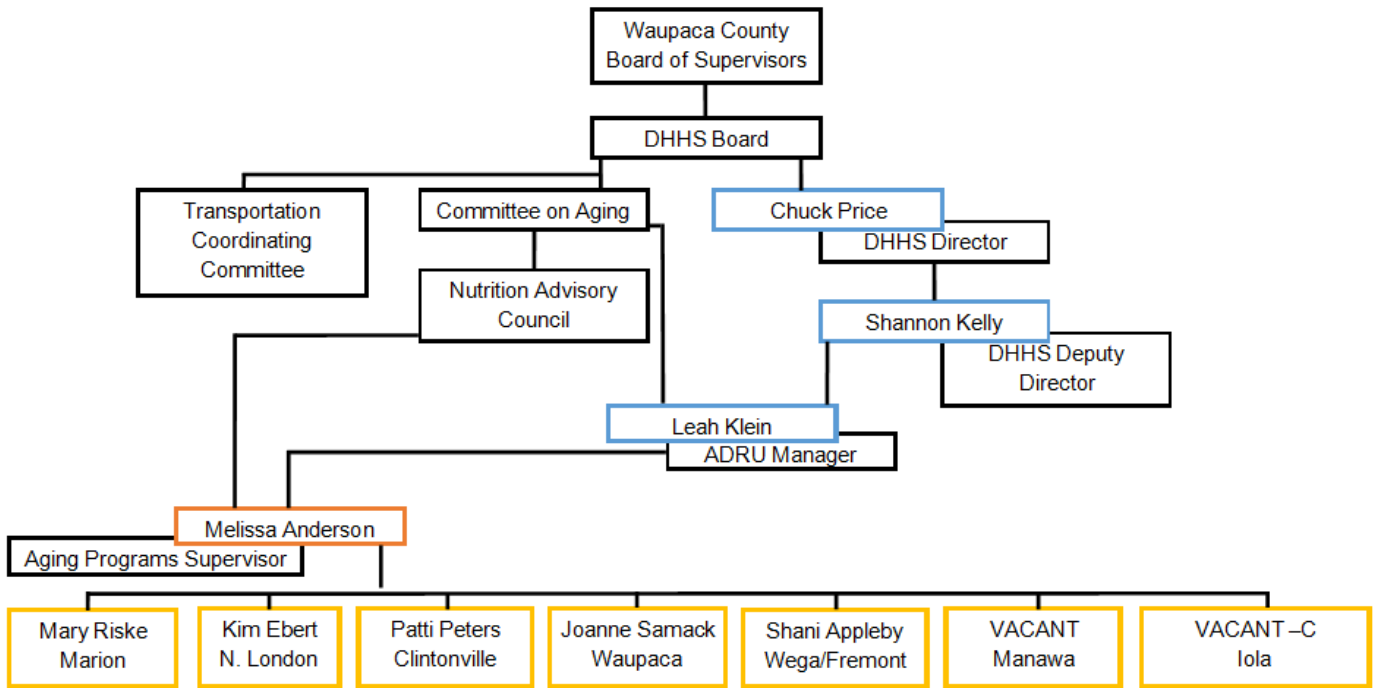 Waupaca County
Board of Supervisors
DHHS Board
Transportation
Coordinating
Committee
Committee on Aging
Chuck Price
DHHS Director
Nutrition Advisory
Council
Shannon Kelly
DHHS Deputy
Director
Leah Klein
ADRU Manager
Melissa Anderson
Aging Programs Supervisor
Mary Riske
Marion
Kim Ebert
N. London
Patti Peters
Clintonville
Joanne Samack
Waupaca
Shani Appleby
Wega/Fremont
VACANT
Manawa
VACANT –C
Iola